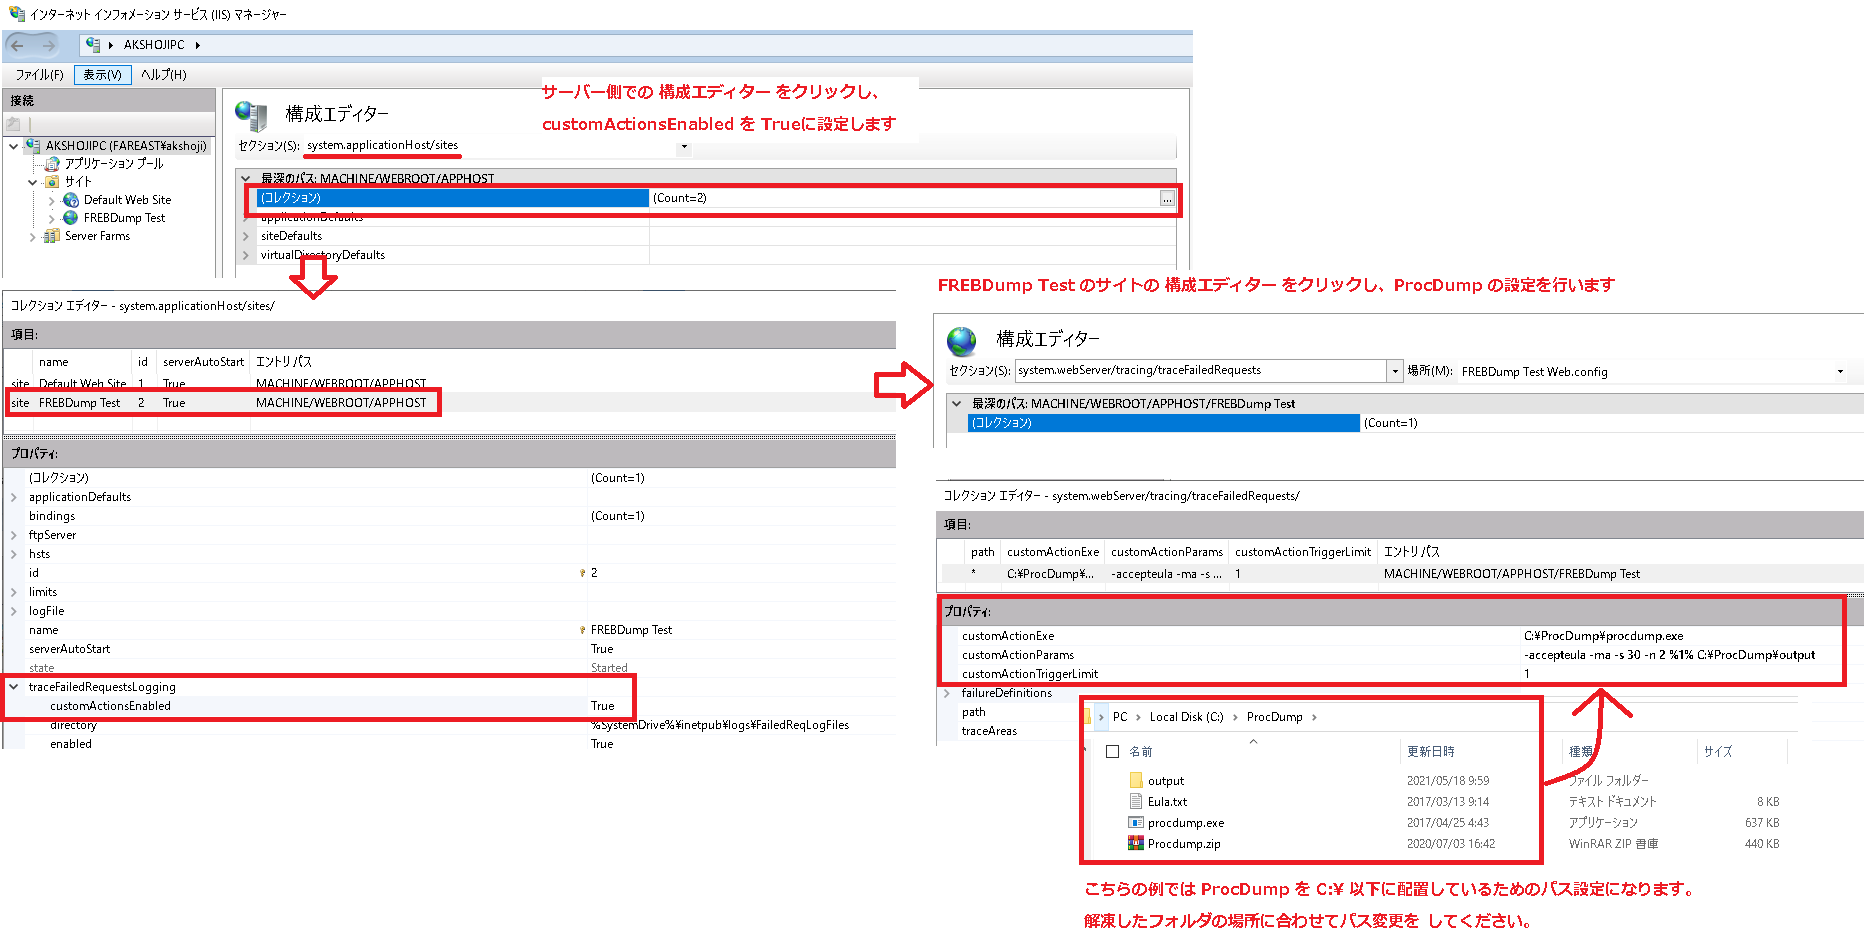 インターネット インフォメーション サービス (IIS) マネージャー
AKSHOJIPC
ファイル(F) 表示(V) ヘルプ(H)
接続
AKSHOJIPC (FAREAST¥akshoji)
アプリケーション プール
サイト
Default Web Site
FREBDump Test
Server Farms
構成エディター
サーバー側での 構成エディター をクリックし、
customActionsEnabled を Trueに設定します
セクション(S): system.applicationHost/sites
最深のパス: MACHINE/WEBROOT/APPHOST
(コレクション) (Count=2) ...
applicationDefaults
siteDefaults
virtualDirectoryDefaults
コレクション エディター - system.applicationHost/sites/
項目:
name id serverAutoStart エントリ パス
site Default Web Site 1 True MACHINE/WEBROOT/APPHOST
site FREBDump Test 2 True MACHINE/WEBROOT/APPHOST
プロパティ:
(コレクション) (Count=1)
applicationDefaults
bindings (Count=1)
ftpServer
hsts
id 2
limits
logFile
name FREBDump Test
serverAutoStart True
state Started
traceFailedRequestsLogging
customActionsEnabled True
directory %SystemDrive%¥inetpub¥logs¥FailedReqLogFiles
enabled True
FREBDump Test のサイトの 構成エディター をクリックし、ProcDump の設定を行います
構成エディター
セクション(S): system.webServer/tracing/traceFailedRequests 場所(M): FREBDump Test Web.config
最深のパス: MACHINE/WEBROOT/APPHOST/FREBDump Test
(コレクション) (Count=1)
コレクション エディター - system.webServer/tracing/traceFailedRequests/
項目:
path customActionExe customActionParams customActionTriggerLimit エントリ パス
* C:¥ProcDump¥... -accepteula -ma -s ... 1 MACHINE/WEBROOT/APPHOST/FREBDump Test
プロパティ:
customActionExe C:¥ProcDump¥procdump.exe
customActionParams -accepteula -ma -s 30 -n 2 %1% C:¥ProcDump¥output
customActionTriggerLimit 1
failureDefinitions
path
traceAreas
PC Local Disk (C:) ProcDump
名前 更新日時 種類 サイズ
output 2021/05/18 9:59 ファイル フォルダー
Eula.txt 2017/03/13 9:14 テキスト ドキュメント 8 KB
procdump.exe 2017/04/25 4:43 アプリケーション 637 KB
Procdump.zip 2020/07/03 16:42 WinRAR ZIP 書庫 440 KB
こちらの例では ProcDump を C:¥ 以下に配置しているためのパス設定になります。
解凍したフォルダの場所に合わせてパス変更を してください。